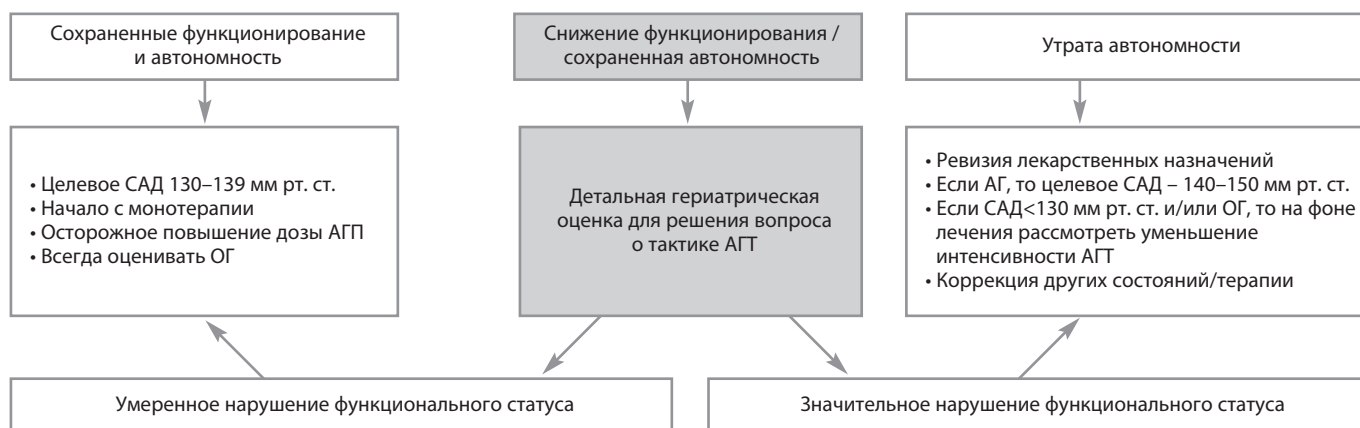 Сохраненные функционирование
и автономность
Снижение функционирования /
сохраненная автономность
Утрата автономности
• Целевое САД 130–139 мм рт. ст.
• Начало с монотерапии
• Осторожное повышение дозы АГП
• Всегда оценивать ОГ
Детальная гериатрическая
оценка для решения вопроса
о тактике АГТ
• Ревизия лекарственных назначений
• Если АГ, то целевое САД – 140–150 мм рт. ст.
• Если САД<130 мм рт. ст. и/или ОГ, то на фоне
лечения рассмотреть уменьшение
интенсивности АГТ
• Коррекция других состояний/терапии
Умеренное нарушение функционального статуса
Значительное нарушение функционального статуса